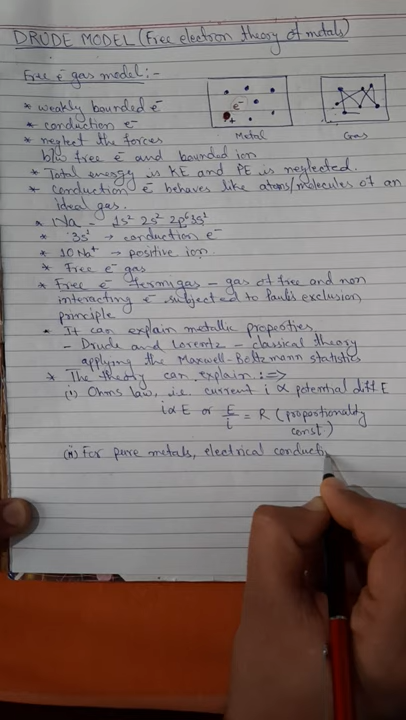 DRUDE MODEL (Free electron theory of metals)
Free e⁻ gas model:-
* weakly bounded e⁻
* conduction e⁻
* neglect the forces
b/w free e⁻ and bounded ion
e⁻
Metal
Gas
* Total energy is KE and PE is neglected.
* conduction e⁻ behaves like atoms/molecules of an
ideal gas.
* Na - 1s² 2s² 2p⁶ 3s¹
* 3s¹ → conduction e⁻
* 10 Na⁺ → positive ion.
* Free e⁻ gas
* Free e⁻ fermigas - gas of free and non
interacting e⁻ subjected to Pauli's exclusion
principle
* It can explain metallic properties
- Drude and Lorentz - classical theory
applying the Maxwell-Boltzmann statistics
* The theory can explain :=>
(i) Ohms law, i.e. current i ∝ potential diff E
i∝E or E/i = R (proportionality
const)
(ii) For pure metals, electrical conducti